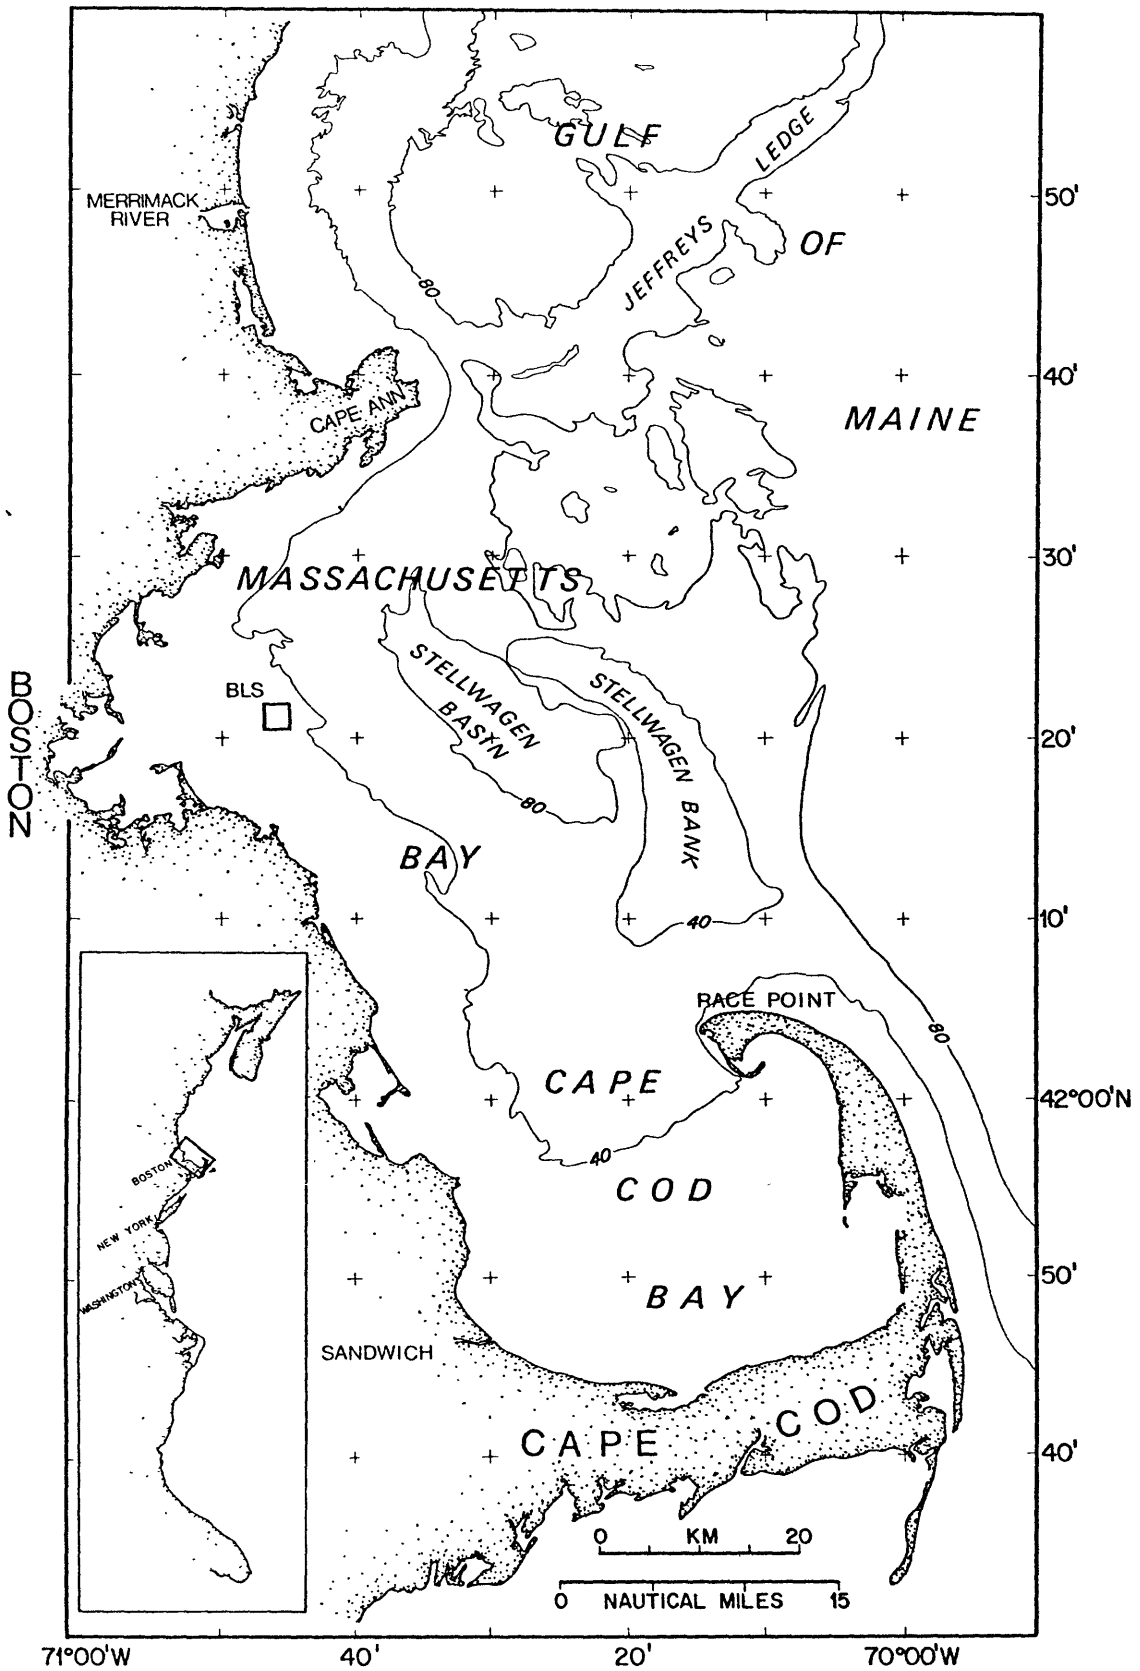 GULF
LEDGE
MERRIMACK
RIVER
50'
JEFFREYS
OF
80
40'
CAPE ANN
MAINE
30'
MASSACHUSETTS
STELLWAGEN
BASIN
STELLWAGEN BANK
BOSTON
BLS
20'
80
BAY
40
10'
RACE POINT
80
CAPE
42°00'N
40
COD
BOSTON
NEW YORK
WASHINGTON
50'
BAY
SANDWICH
COD
CAPE
40'
0 KM 20
0 NAUTICAL MILES 15
71°00'W 40' 20' 70°00'W